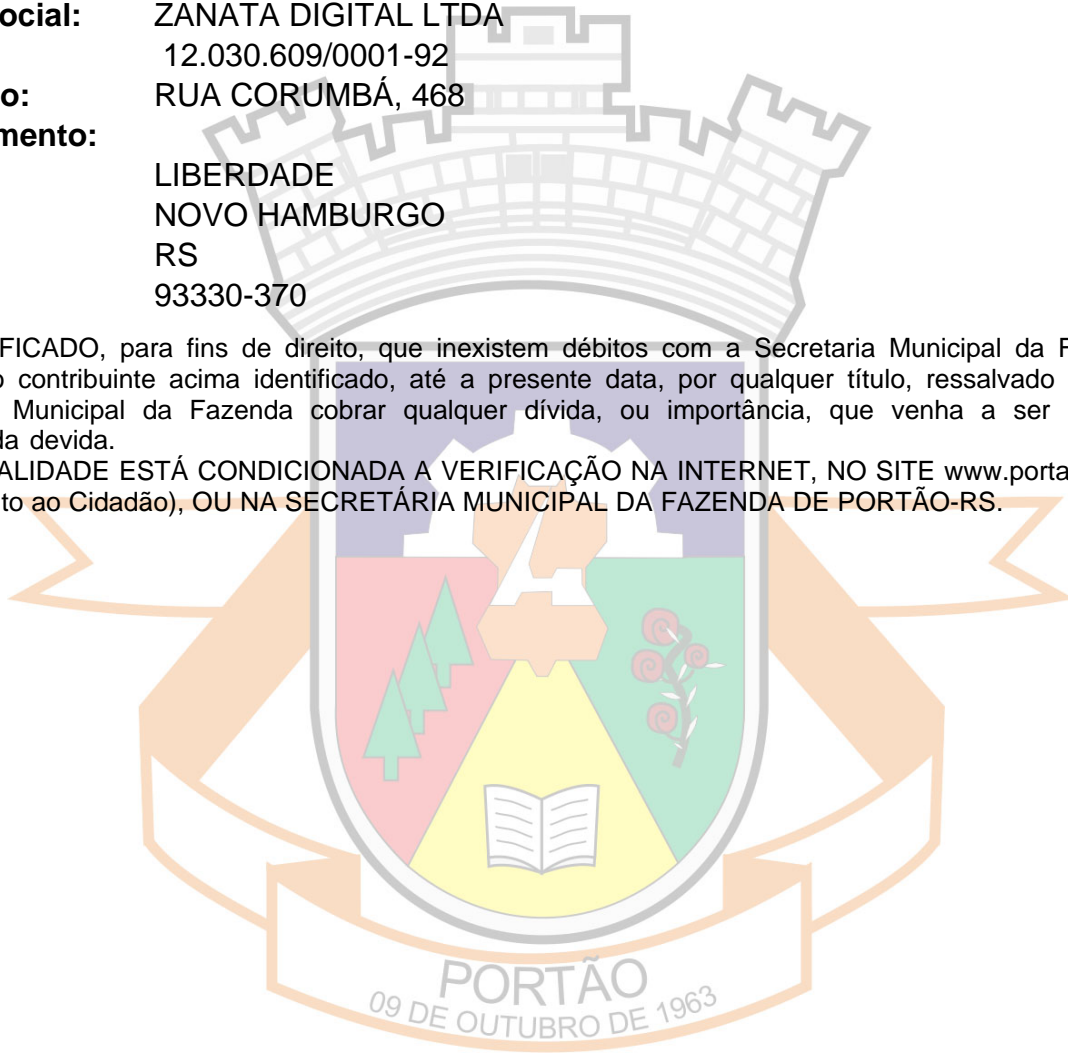 ocial: ZANATA DIGITAL LTDA
12.030.609/0001-92
o: RUA CORUMBÁ, 468
mento:
LIBERDADE
NOVO HAMBURGO
RS
93330-370
FICADO, para fins de direito, que inexistem débitos com a Secretaria Municipal da F
o contribuinte acima identificado, até a presente data, por qualquer título, ressalvado
Municipal da Fazenda cobrar qualquer dívida, ou importância, que venha a ser
da devida.
ALIDADE ESTÁ CONDICIONADA A VERIFICAÇÃO NA INTERNET, NO SITE www.porta
to ao Cidadão), OU NA SECRETÁRIA MUNICIPAL DA FAZENDA DE PORTÃO-RS.
PORTÃO
09 DE OUTUBRO DE 1963